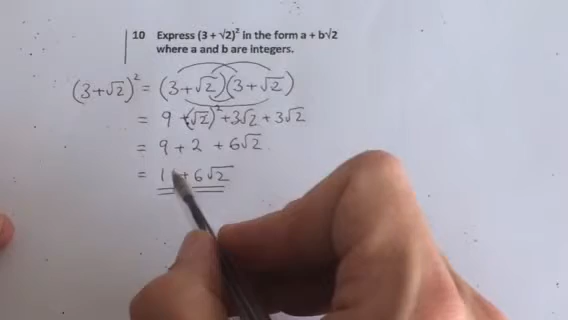 10 Express (3 + √2)² in the form a + b√2
where a and b are integers.
(3+√2)² = (3+√2)(3+√2)
= 9 + (√2)² + 3√2 + 3√2
= 9 + 2 + 6√2
= 1 + 6√2